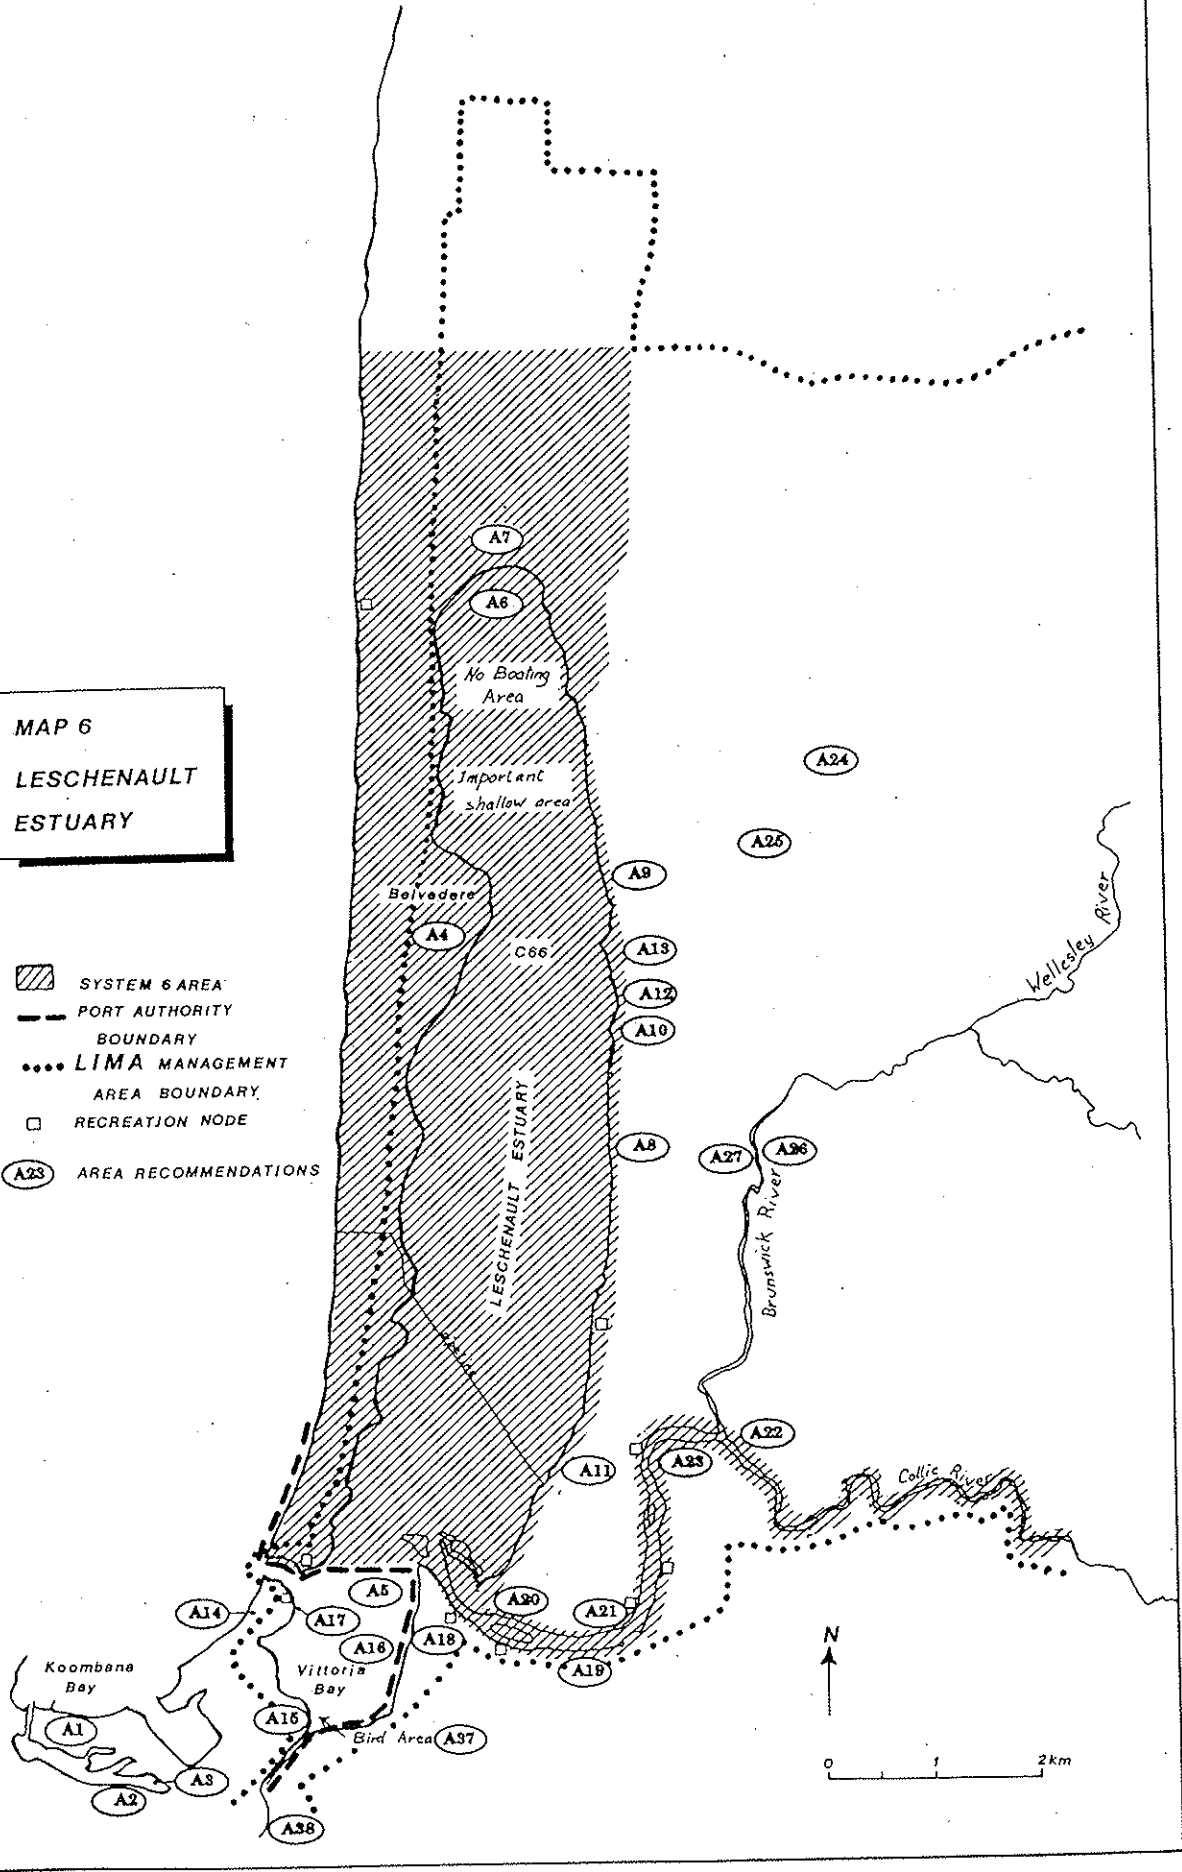 A7
A6
No Boating
Area
MAP 6
LESCHENAULT
ESTUARY
Important
shallow area
A24
A25
A9
Belvedere
A4
C66
A13
A12
A10
Wellesley River
SYSTEM 6 AREA
PORT AUTHORITY
BOUNDARY
LIMA MANAGEMENT
AREA BOUNDARY
RECREATION NODE
A23 AREA RECOMMENDATIONS
LESCHENAULT ESTUARY
A8
A27
A26
Brunswick River
A22
A23
A11
Collie River
A5
A20
A21
A14
A17
A16
A18
A19
Koombana
Bay
Vittoria
Bay
A1
A15
Bird Area
A37
A3
A2
A38
N
0 1 2km